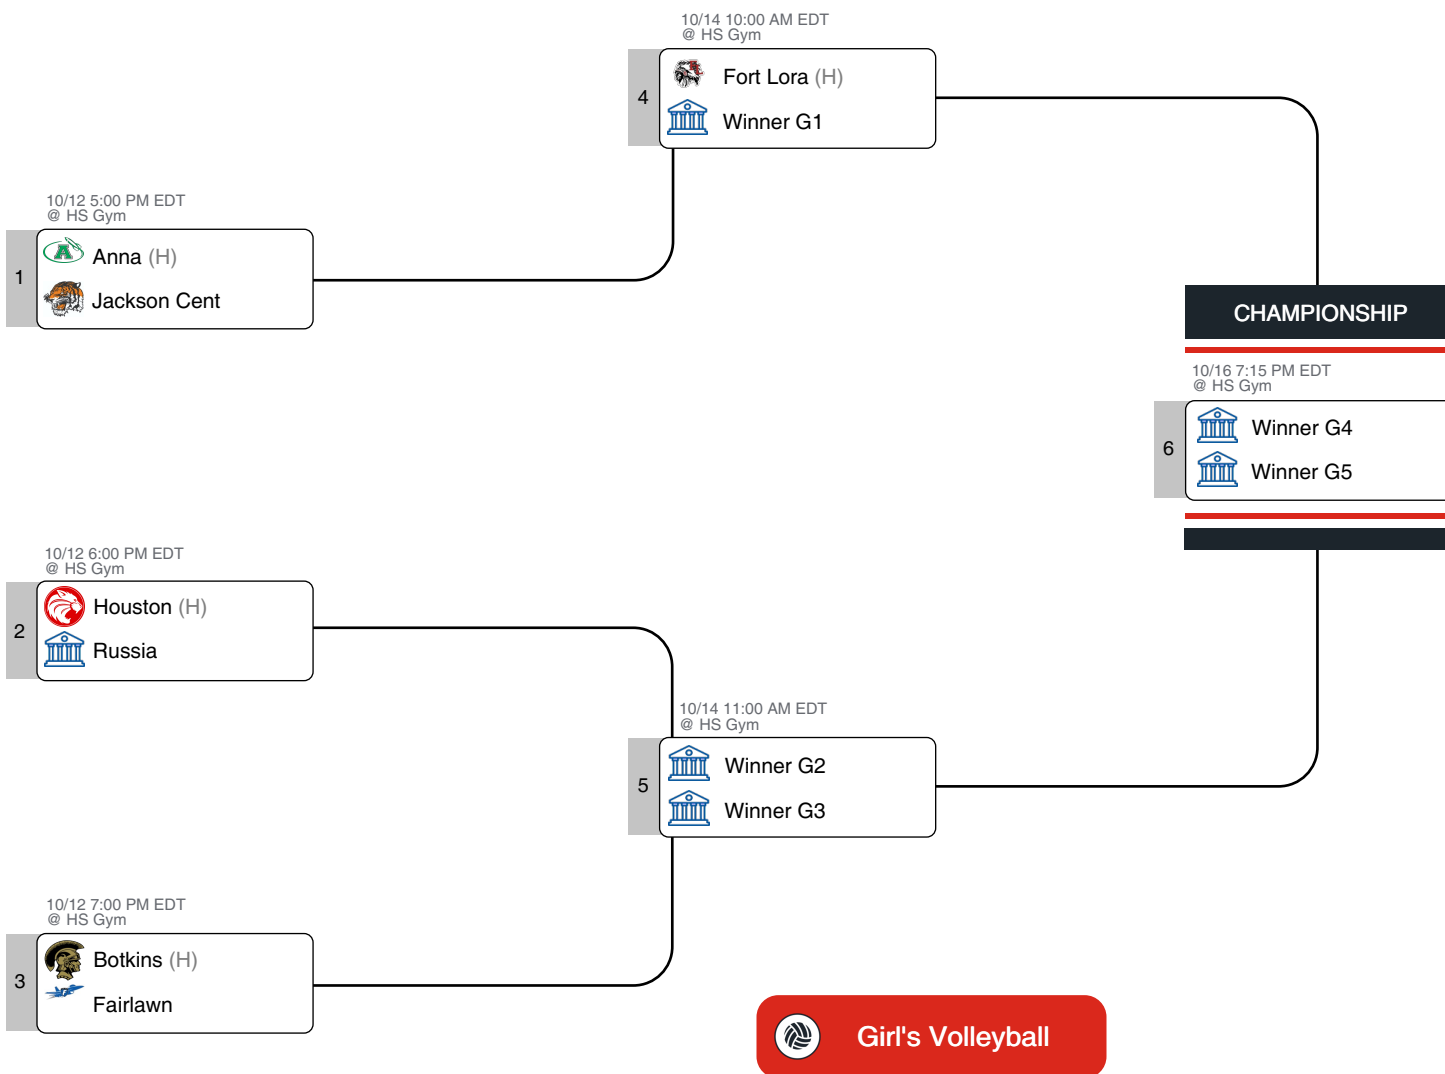 10/14 10:00 AM EDT
@ HS Gym
4
Fort Lora (H)
Winner G1
10/12 5:00 PM EDT
@ HS Gym
1
A
Anna (H)
Jackson Cent
CHAMPIONSHIP
10/16 7:15 PM EDT
@ HS Gym
6
Winner G4
Winner G5
10/12 6:00 PM EDT
@ HS Gym
2
Houston (H)
Russia
10/14 11:00 AM EDT
@ HS Gym
5
Winner G2
Winner G3
10/12 7:00 PM EDT
@ HS Gym
3
Botkins (H)
Fairlawn
Girl's Volleyball